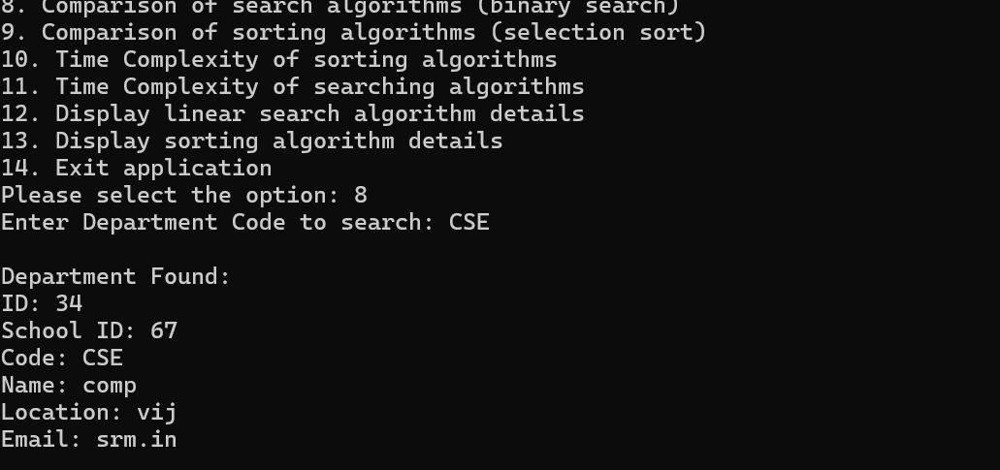 8. Comparison of search algorithms (binary search)
9. Comparison of sorting algorithms (selection sort)
10. Time Complexity of sorting algorithms
11. Time Complexity of searching algorithms
12. Display linear search algorithm details
13. Display sorting algorithm details
14. Exit application
Please select the option: 8
Enter Department Code to search: CSE
Department Found:
ID: 34
School ID: 67
Code: CSE
Name: comp
Location: vij
Email: srm.in